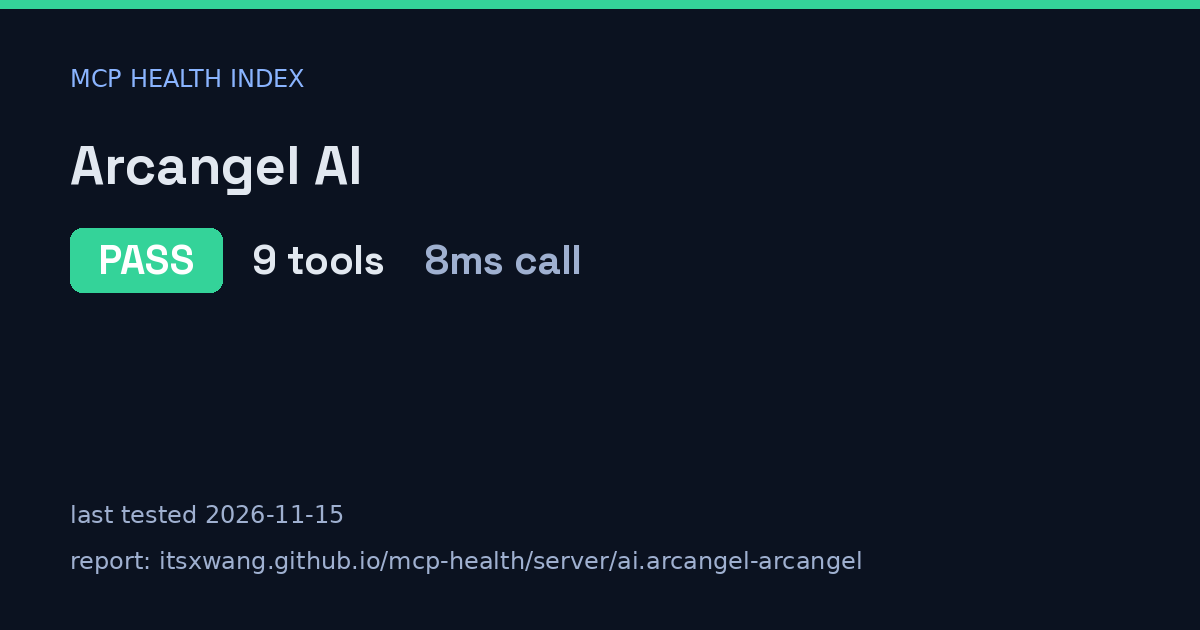 MCP HEALTH INDEX
Arcangel AI
PASS 9 tools 8ms call
last tested 2026-11-15
report: itsxwang.github.io/mcp-health/server/ai.arcangel-arcangel